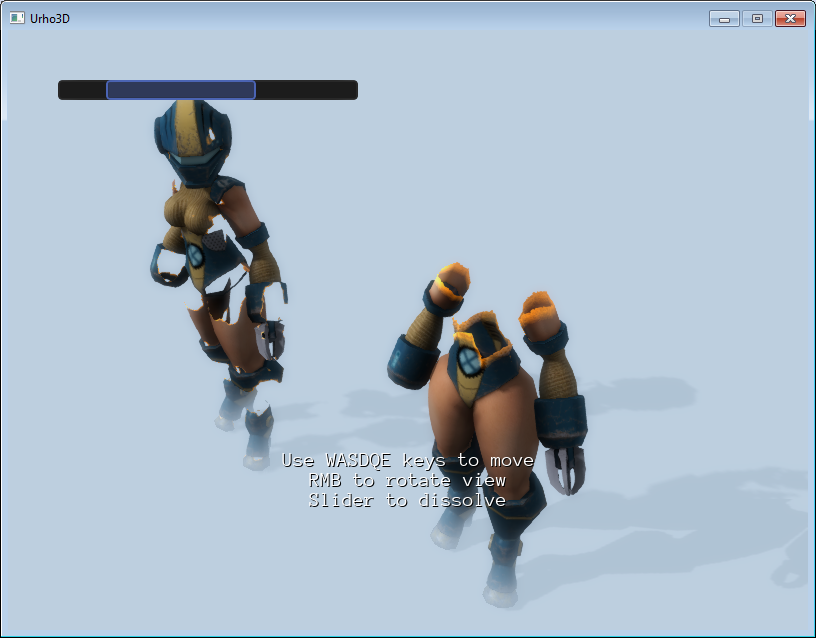 Urho3D
Use WASDQE keys to move
RMB to rotate view
Slider to dissolve